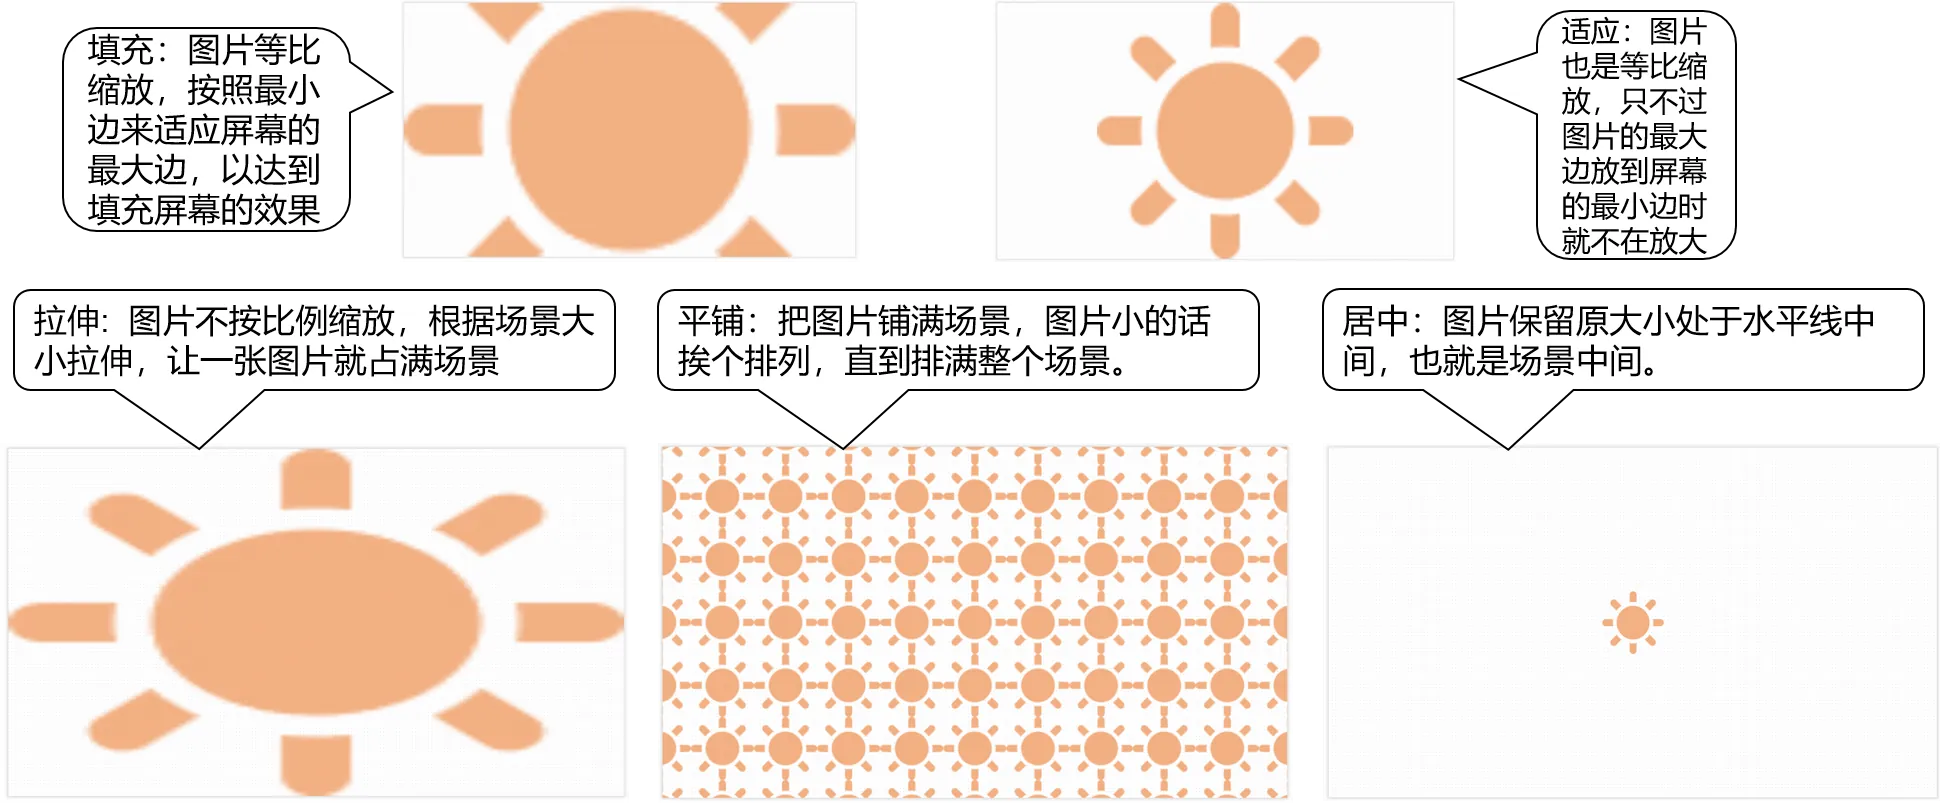 填充：图片等比
缩放，按照最小
边来适应屏幕的
最大边，以达到
填充屏幕的效果
适应：图片
也是等比缩
放，只不过
图片的最大
边放到屏幕
的最小边时
就不在放大
拉伸：图片不按比例缩放，根据场景大
小拉伸，让一张图片就占满场景
平铺：把图片铺满场景，图片小的话
挨个排列，直到排满整个场景。
居中：图片保留原大小处于水平线中
间，也就是场景中间。